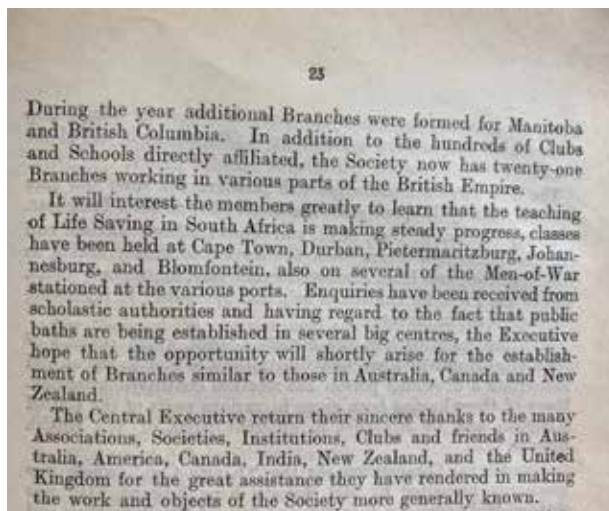 23
During the year additional Branches were formed for Manitoba
and British Columbia. In addition to the hundreds of Clubs
and Schools directly affiliated, the Society now has twenty-one
Branches working in various parts of the British Empire.
It will interest the members greatly to learn that the teaching
of Life Saving in South Africa is making steady progress, classes
have been held at Cape Town, Durban, Pietermaritzburg, Johan-
nesburg, and Blomfontein, also on several of the Men-of-War
stationed at the various ports. Enquiries have been received from
scholastic authorities and having regard to the fact that public
baths are being established in several big centres, the Executive
hope that the opportunity will shortly arise for the establish-
ment of Branches similar to those in Australia, Canada and New
Zealand.
The Central Executive return their sincere thanks to the many
Associations, Societies, Institutions, Clubs and friends in Aus-
tralia, America, Canada, India, New Zealand, and the United
Kingdom for the great assistance they have rendered in making
the work and objects of the Society more generally known.